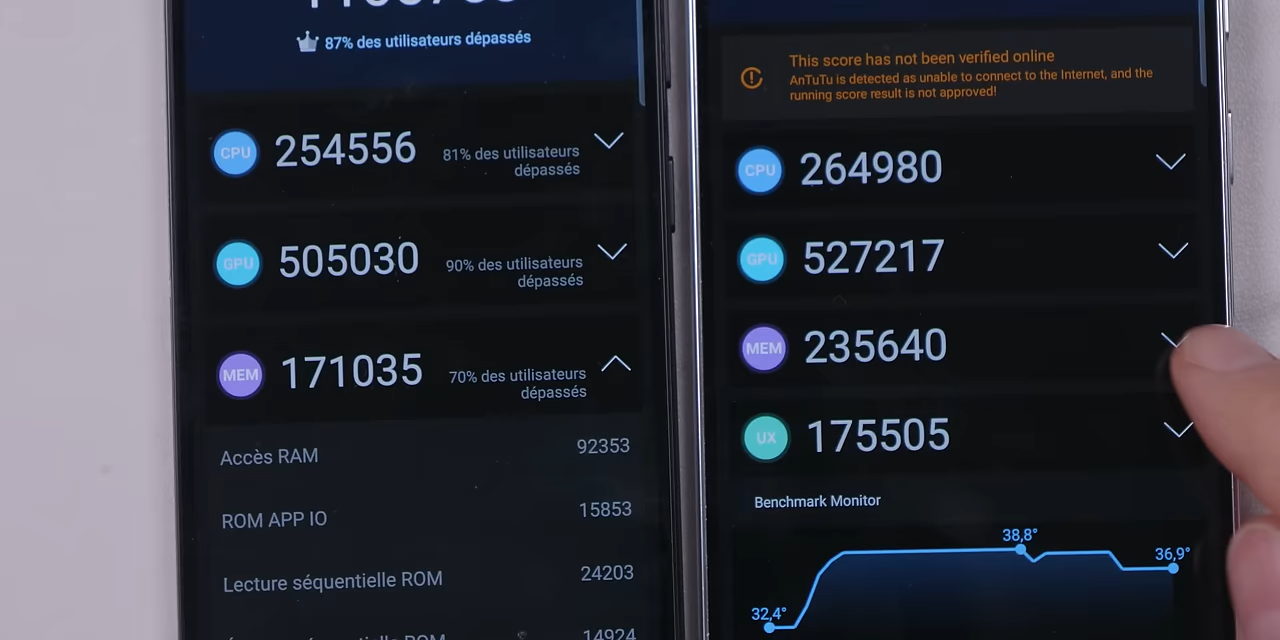 87% des utilisateurs dépassés
CPU 254556 81% des utilisateurs
dépassés
GPU 505030 90% des utilisateurs
dépassés
MEM 171035 70% des utilisateurs
dépassés
Accès RAM 92353
ROM APP IO 15853
Lecture séquentielle ROM 24203
ROM 14924
This score has not been verified online
AnTuTu is detected as unable to connect to the Internet, and the
running score result is not approved!
CPU 264980
GPU 527217
MEM 235640
UX 175505
Benchmark Monitor
38,8°
36,9°
32,4°